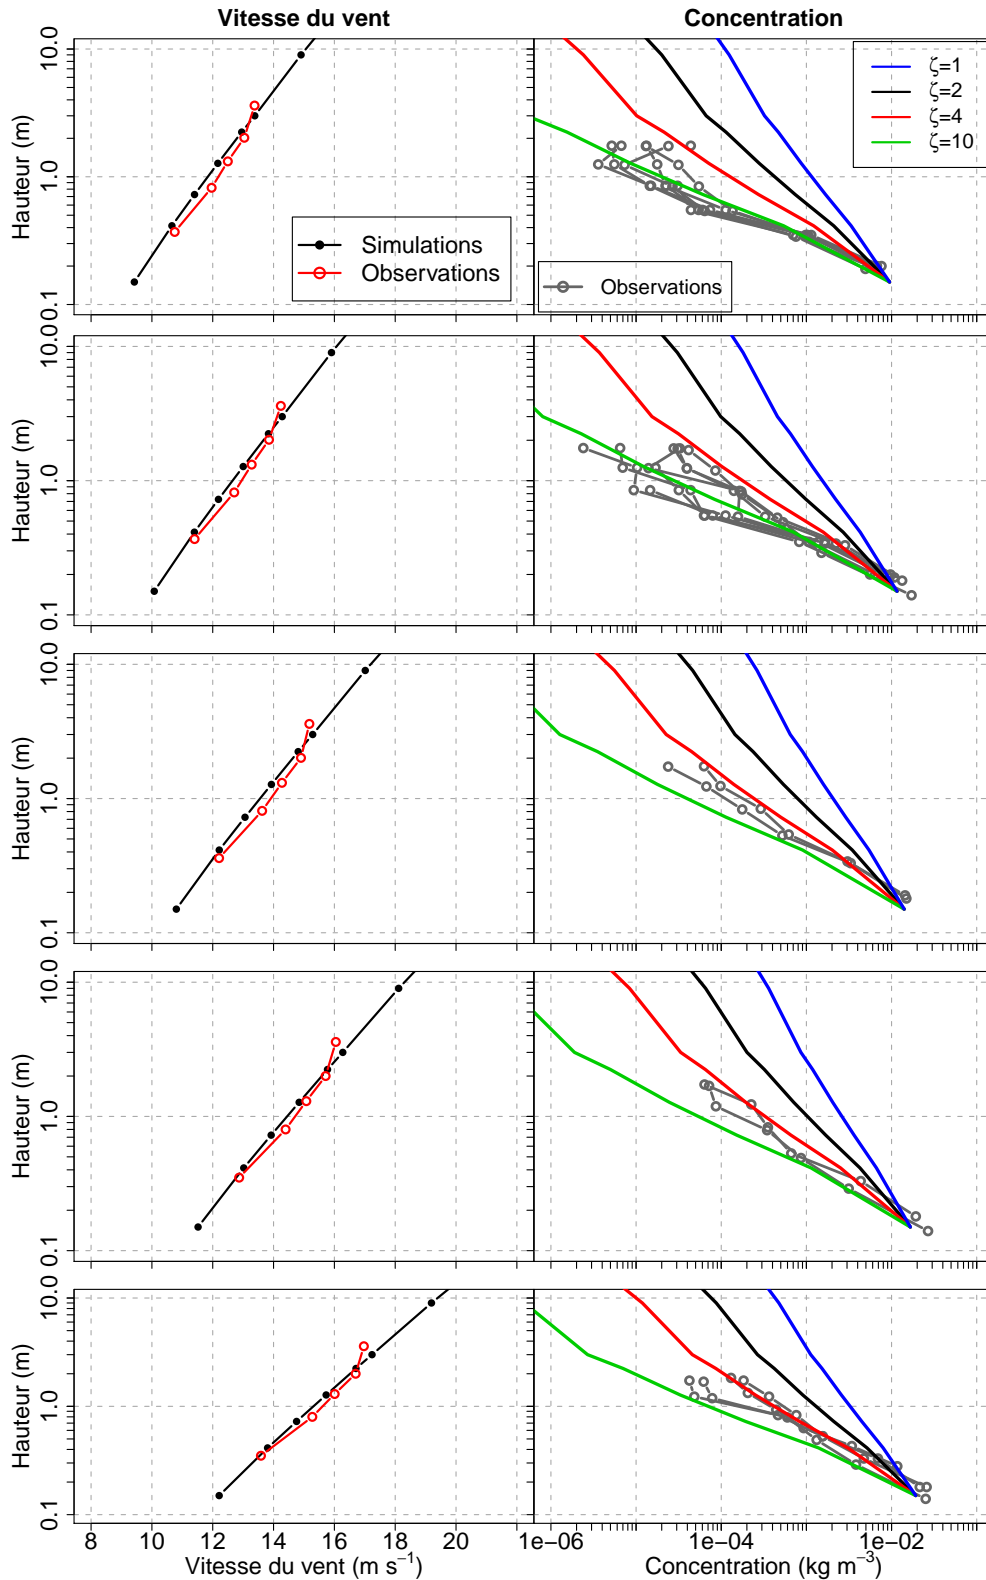 Vitesse du vent
Concentration
Hauteur (m)
10.0
1.0
0.1
Simulations
Observations
ζ=1
ζ=2
ζ=4
ζ=10
Observations
Hauteur (m)
10.0
1.0
0.1
Hauteur (m)
10.0
1.0
0.1
Hauteur (m)
10.0
1.0
0.1
Hauteur (m)
10.0
1.0
0.1
8 10 12 14 16 18 20
1e−06 1e−04 1e−02
Vitesse du vent (m s⁻¹)
Concentration (kg m⁻³)